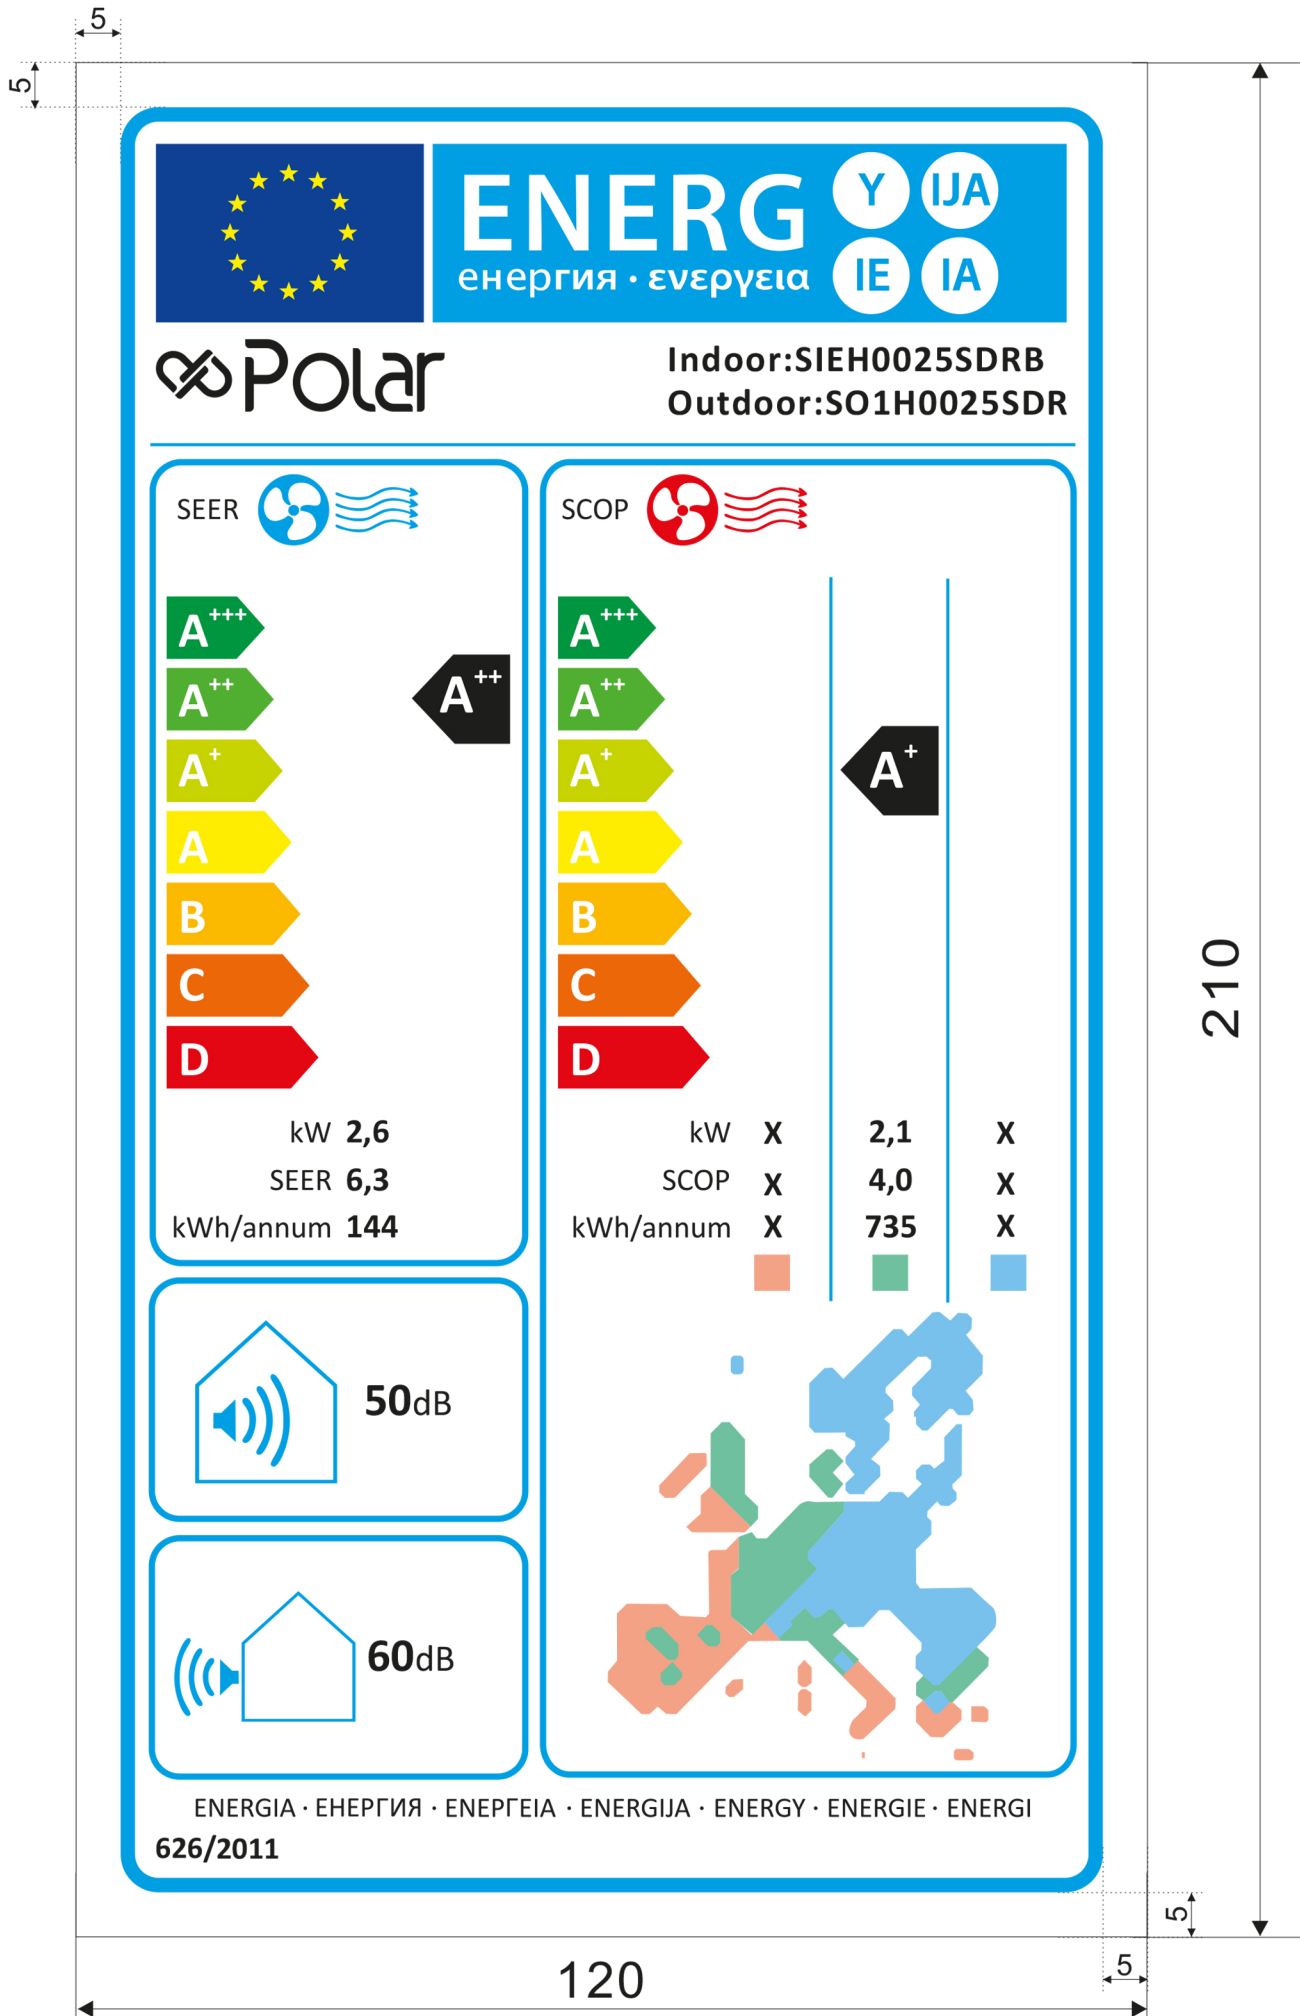 5
5
ENERG
Y
IJA
IE
IA
енергия · ενεργεια
Polar
Indoor:SIEH0025SDRB
Outdoor:SO1H0025SDR
SEER
A+++
A++
A+
A
B
C
D
A++
kW 2,6
SEER 6,3
kWh/annum 144
SCOP
A+++
A++
A+
A
B
C
D
A+
kW X 2,1 X
SCOP X 4,0 X
kWh/annum X 735 X
50dB
60dB
ENERGIA · ЕНЕРГИЯ · ΕΝΕΡΓΕΙΑ · ENERGIJA · ENERGY · ENERGIE · ENERGI
626/2011
210
5
5
120